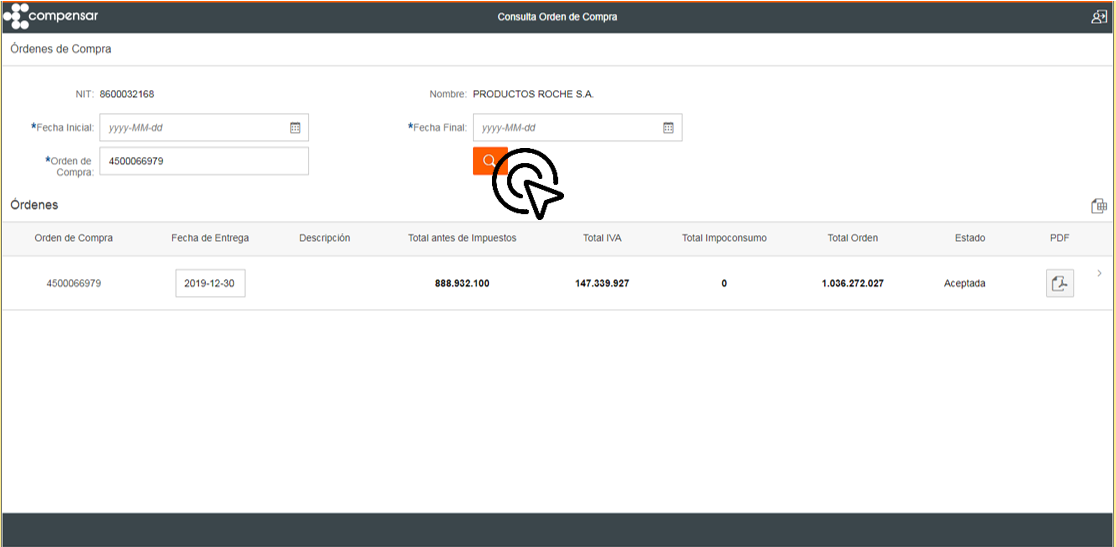 compensar
Consulta Orden de Compra
Órdenes de Compra
NIT: 8600032168
Nombre: PRODUCTOS ROCHE S.A.
*Fecha Inicial: yyyy-MM-dd
*Fecha Final: yyyy-MM-dd
*Orden de Compra: 4500066979
Órdenes
Orden de Compra Fecha de Entrega Descripción Total antes de Impuestos Total IVA Total Impoconsumo Total Orden Estado PDF
4500066979 2019-12-30 888.932.100 147.339.927 0 1.036.272.027 Aceptada